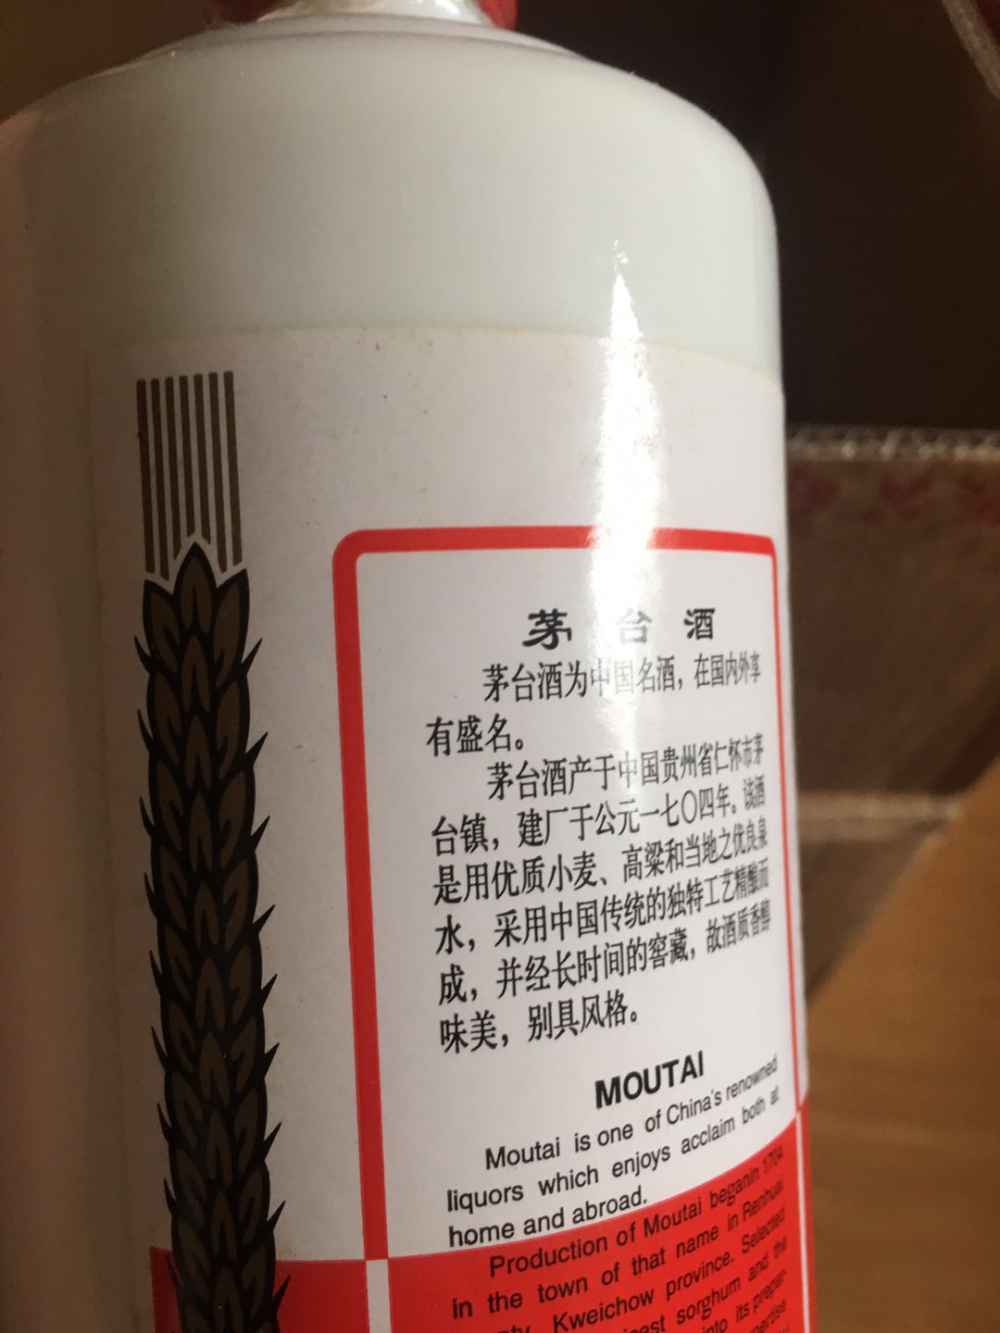 茅台酒
茅台酒为中国名酒，在国内外享
有盛名。
茅台酒产于中国贵州省仁怀市茅
台镇，建厂于公元一七〇四年。该酒
是用优质小麦、高粱和当地之优良泉
水，采用中国传统的独特工艺精酿而
成，并经长时间的窖藏，故酒质香醇
味美，别具风格。
MOUTAI
Moutai is one of China's renowned
liquors which enjoys acclaim both at
home and abroad.
Production of Moutai beganin 1704
in the town of that name in Renhuai
Kweichow province. Selected
sorghum and the
into its